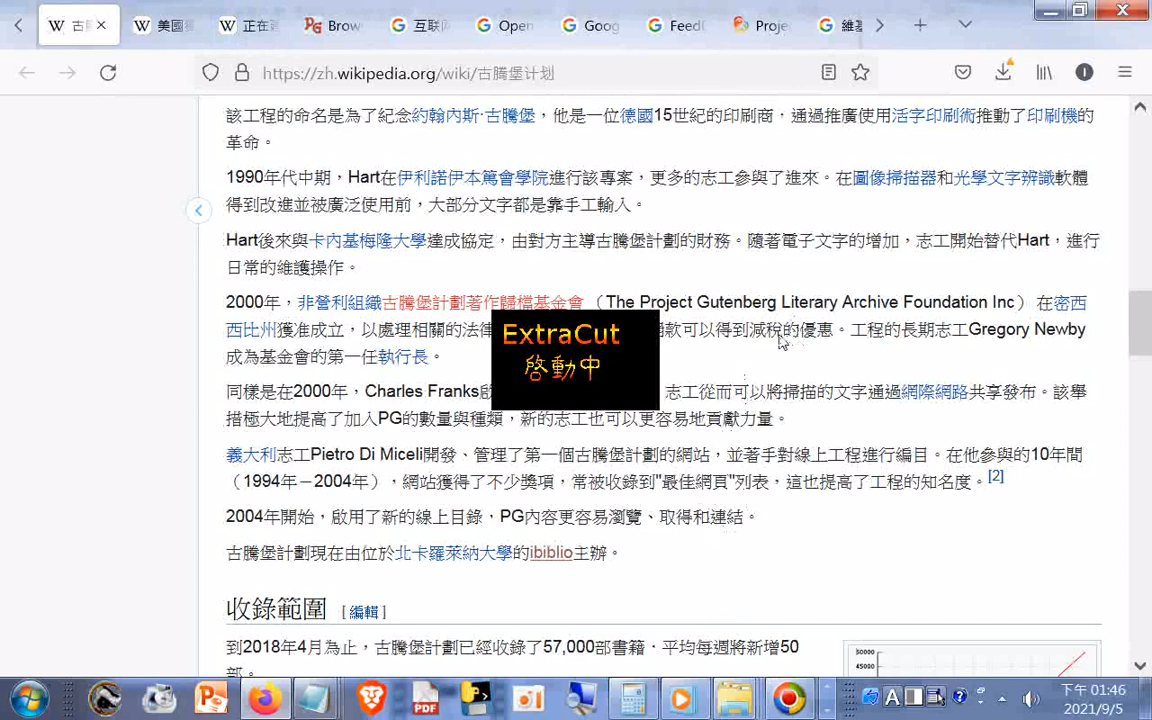 古 美國 正在 Brow 互联 Open Goog Feedl Proje 維基
https://zh.wikipedia.org/wiki/古腾堡计划
該工程的命名是為了紀念約翰內斯·古騰堡，他是一位德國15世紀的印刷商，通過推廣使用活字印刷術推動了印刷機的
革命。
1990年代中期，Hart在伊利諾伊本篤會學院進行該專案，更多的志工參與了進來。在圖像掃描器和光學文字辨識軟體
得到改進並被廣泛使用前，大部分文字都是靠手工輸入。
Hart後來與卡內基梅隆大學達成協定，由對方主導古騰堡計劃的財務。隨著電子文字的增加，志工開始替代Hart，進行
日常的維護操作。
2000年，非營利組織古騰堡計劃著作歸檔基金會（The Project Gutenberg Literary Archive Foundation Inc）在密西
西比州獲准成立，以處理相關的法律 款可以得到減稅的優惠。工程的長期志工Gregory Newby
成為基金會的第一任執行長。
ExtraCut
啓動中
同樣是在2000年，Charles Franks 志工從而可以將掃描的文字通過網際網路共享發布。該舉
措極大地提高了加入PG的數量與種類，新的志工也可以更容易地貢獻力量。
義大利志工Pietro Di Miceli開發、管理了第一個古騰堡計劃的網站，並著手對線上工程進行編目。在他參與的10年間
（1994年－2004年），網站獲得了不少獎項，常被收錄到"最佳網頁"列表，這也提高了工程的知名度。[2]
2004年開始，啟用了新的線上目錄，PG內容更容易瀏覽、取得和連結。
古騰堡計劃現在由位於北卡羅萊納大學的ibiblio主辦。
收錄範圍 [編輯]
到2018年4月為止，古騰堡計劃已經收錄了57,000部書籍．平均每週將新增50
部。
50000
45000
下午 01:46
2021/9/5